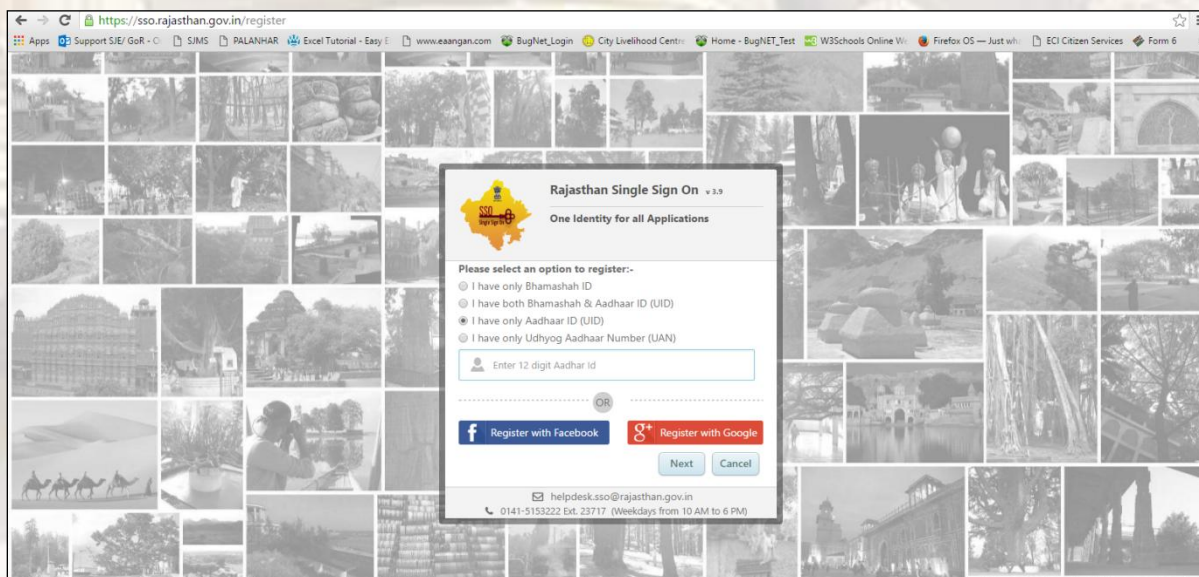 https://sso.rajasthan.gov.in/register
Apps Support SJE/ GoR - O SJMS PALANHAR Excel Tutorial - Easy E www.eaangan.com BugNet_Login City Livelihood Centre Home - BugNET_Test W3Schools Online We Firefox OS — Just wh ECI Citizen Services Form 6
SSO
Single Sign On
Rajasthan Single Sign On v 3.9
One Identity for all Applications
Please select an option to register:-
I have only Bhamashah ID
I have both Bhamashah & Aadhaar ID (UID)
I have only Aadhaar ID (UID)
I have only Udhyog Aadhaar Number (UAN)
Enter 12 digit Aadhar Id
OR
f Register with Facebook
g+ Register with Google
Next Cancel
helpdesk.sso@rajasthan.gov.in
0141-5153222 Ext. 23717 (Weekdays from 10 AM to 6 PM)